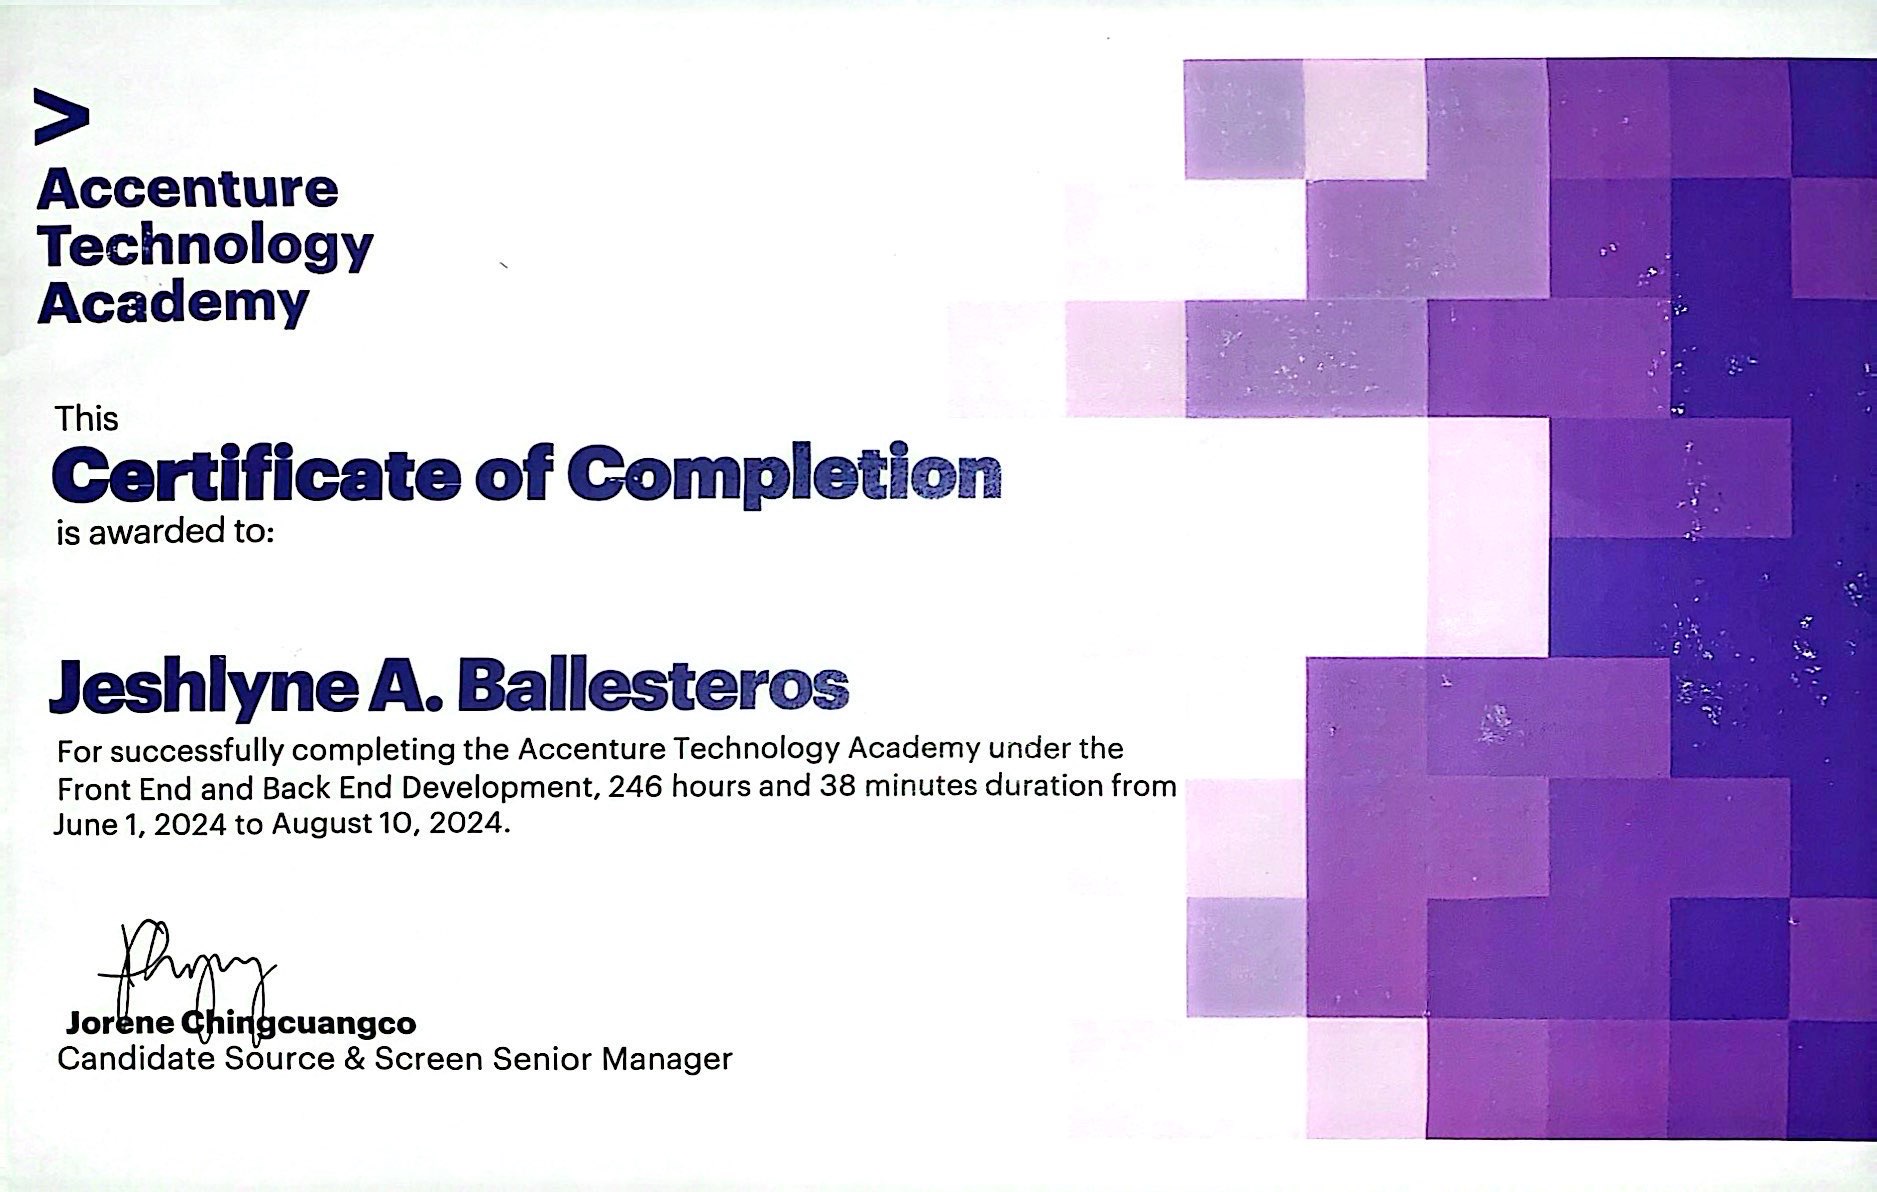 >
Accenture
Technology
Academy
This
Certificate of Completion
is awarded to:
Jeshlyne A. Ballesteros
For successfully completing the Accenture Technology Academy under the
Front End and Back End Development, 246 hours and 38 minutes duration from
June 1, 2024 to August 10, 2024.
Jorene Chingcuangco
Candidate Source & Screen Senior Manager